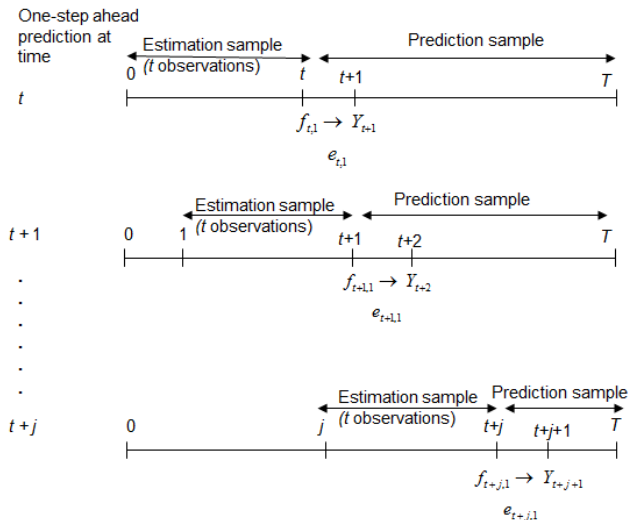 One-step ahead
prediction at
time
Estimation sample
(t observations)
Prediction sample
0 t t+1 T
t
f_{t,1} → Y_{t+1}
e_{t,1}
Estimation sample
(t observations)
Prediction sample
t + 1
0 1 t+1 t+2 T
f_{t+1,1} → Y_{t+2}
e_{t+1,1}
Estimation sample
(t observations)
Prediction sample
t + j
0 j t+j t+j+1 T
f_{t+j,1} → Y_{t+j+1}
e_{t+j,1}